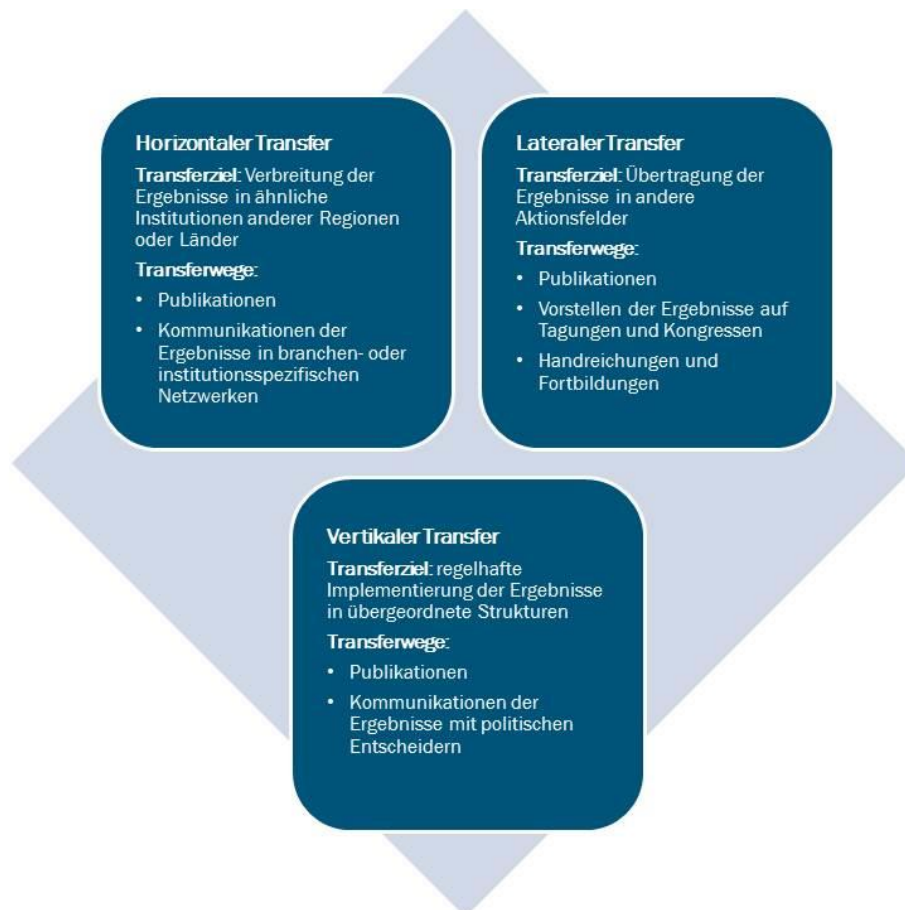 Horizontaler Transfer
Transferziel: Verbreitung der
Ergebnisse in ähnliche
Institutionen anderer Regionen
oder Länder
Transferwege:
• Publikationen
• Kommunikationen der
Ergebnisse in branchen- oder
institutionsspezifischen
Netzwerken
Lateraler Transfer
Transferziel: Übertragung der
Ergebnisse in andere
Aktionsfelder
Transferwege:
• Publikationen
• Vorstellen der Ergebnisse auf
Tagungen und Kongressen
• Handreichungen und
Fortbildungen
Vertikaler Transfer
Transferziel: regelhafte
Implementierung der Ergebnisse
in übergeordnete Strukturen
Transferwege:
• Publikationen
• Kommunikationen der
Ergebnisse mit politischen
Entscheidern